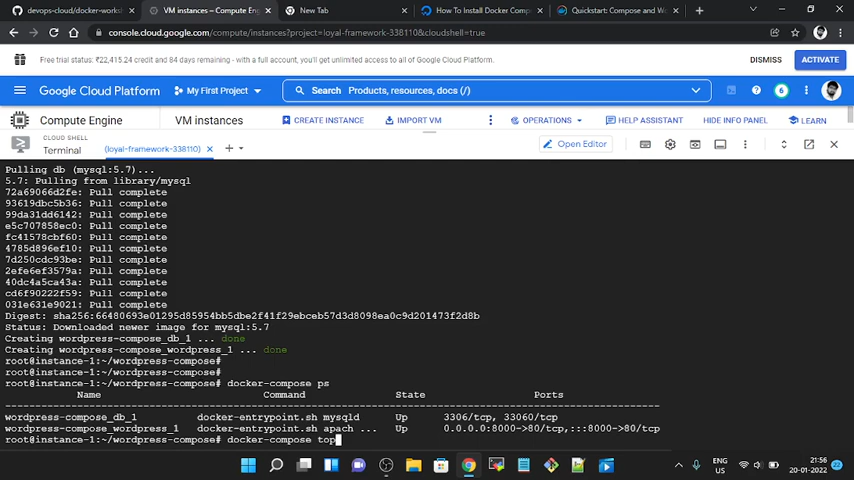 devops-cloud/docker-worksh
VM instances – Compute Engine
New Tab
How To Install Docker Compo
Quickstart: Compose and Wo
console.cloud.google.com/compute/instances?project=loyal-framework-338110&cloudshell=true
Free trial status: ₹22,415.24 credit and 84 days remaining - with a full account, you'll get unlimited access to all of Google Cloud Platform.
DISMISS
ACTIVATE
Google Cloud Platform
My First Project
Search Products, resources, docs (/)
6
Compute Engine
VM instances
CREATE INSTANCE
IMPORT VM
OPERATIONS
HELP ASSISTANT
HIDE INFO PANEL
LEARN
CLOUD SHELL
Terminal
(loyal-framework-338110)
Open Editor
Pulling db (mysql:5.7)...
5.7: Pulling from library/mysql
72a69066d2fe: Pull complete
93619dbc5b36: Pull complete
99da31dd6142: Pull complete
e5c707858ec0: Pull complete
fc41578cbf60: Pull complete
4785d896ef10: Pull complete
7d250cdc93be: Pull complete
2efe6ef3579a: Pull complete
40dc4a5ca43a: Pull complete
cd6f90222f59: Pull complete
031e631e9021: Pull complete
Digest: sha256:66480693e01295d85954bb5dbe2f41f29ebceb57d3d8098ea0c9d201473f2d8b
Status: Downloaded newer image for mysql:5.7
Creating wordpress-compose_db_1 ... done
Creating wordpress-compose_wordpress_1 ... done
root@instance-1:~/wordpress-compose#
root@instance-1:~/wordpress-compose#
root@instance-1:~/wordpress-compose# docker-compose ps
Name Command State Ports
wordpress-compose_db_1 docker-entrypoint.sh mysqld Up 3306/tcp, 33060/tcp
wordpress-compose_wordpress_1 docker-entrypoint.sh apach ... Up 0.0.0.0:8000->80/tcp,:::8000->80/tcp
root@instance-1:~/wordpress-compose# docker-compose top
ENG
US
21:56
20-01-2022
22